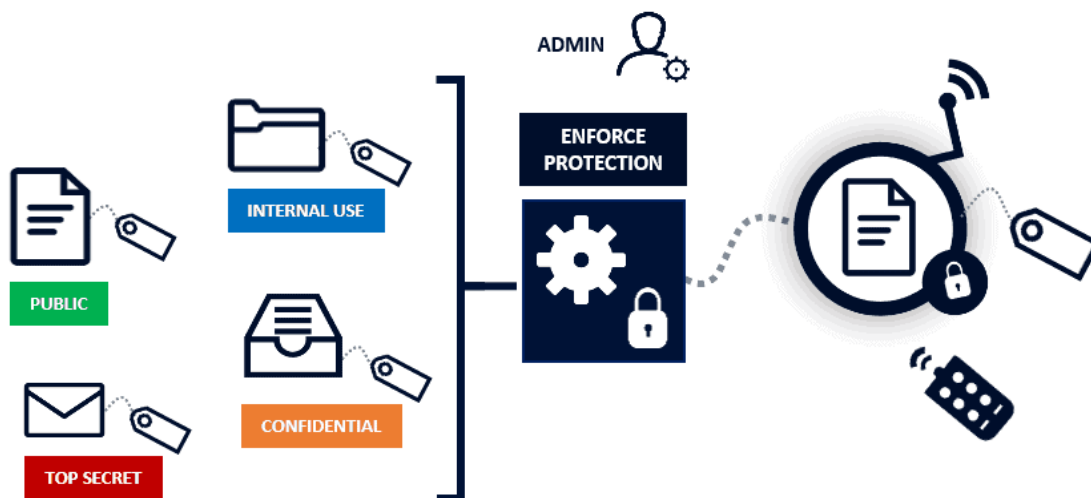 ADMIN
ENFORCE
PROTECTION
INTERNAL USE
PUBLIC
CONFIDENTIAL
TOP SECRET